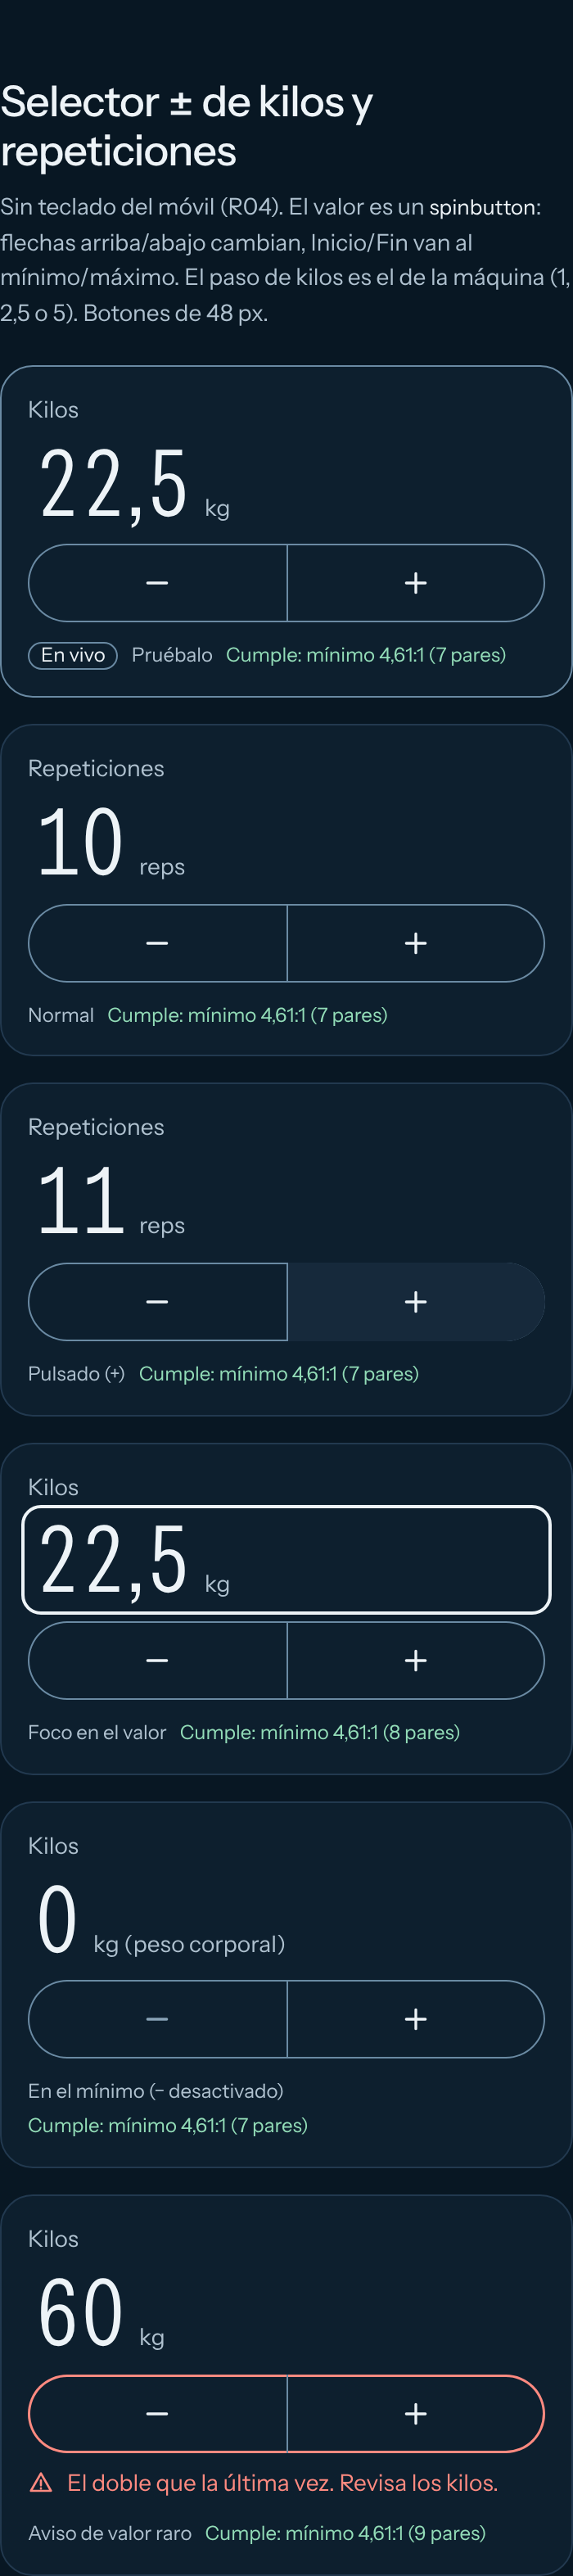 Selector ± de kilos y
repeticiones
Sin teclado del móvil (R04). El valor es un spinbutton:
flechas arriba/abajo cambian, Inicio/Fin van al
mínimo/máximo. El paso de kilos es el de la máquina (1,
2,5 o 5). Botones de 48 px.
Kilos
22,5 kg
− +
En vivo Pruébalo Cumple: mínimo 4,61:1 (7 pares)
Repeticiones
10 reps
− +
Normal Cumple: mínimo 4,61:1 (7 pares)
Repeticiones
11 reps
− +
Pulsado (+) Cumple: mínimo 4,61:1 (7 pares)
Kilos
22,5 kg
− +
Foco en el valor Cumple: mínimo 4,61:1 (8 pares)
Kilos
0 kg (peso corporal)
− +
En el mínimo (− desactivado)
Cumple: mínimo 4,61:1 (7 pares)
Kilos
60 kg
− +
El doble que la última vez. Revisa los kilos.
Aviso de valor raro Cumple: mínimo 4,61:1 (9 pares)